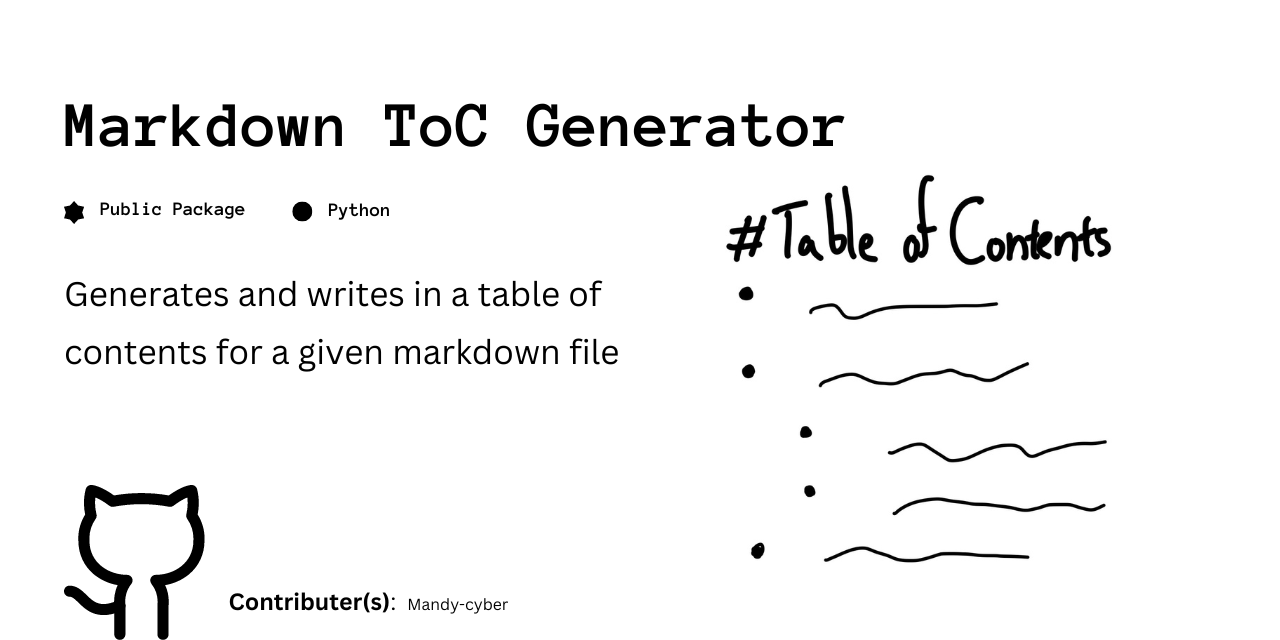 Markdown ToC Generator
Public Package
Python
Generates and writes in a table of
contents for a given markdown file
#Table of Contents
Contributer(s): Mandy-cyber